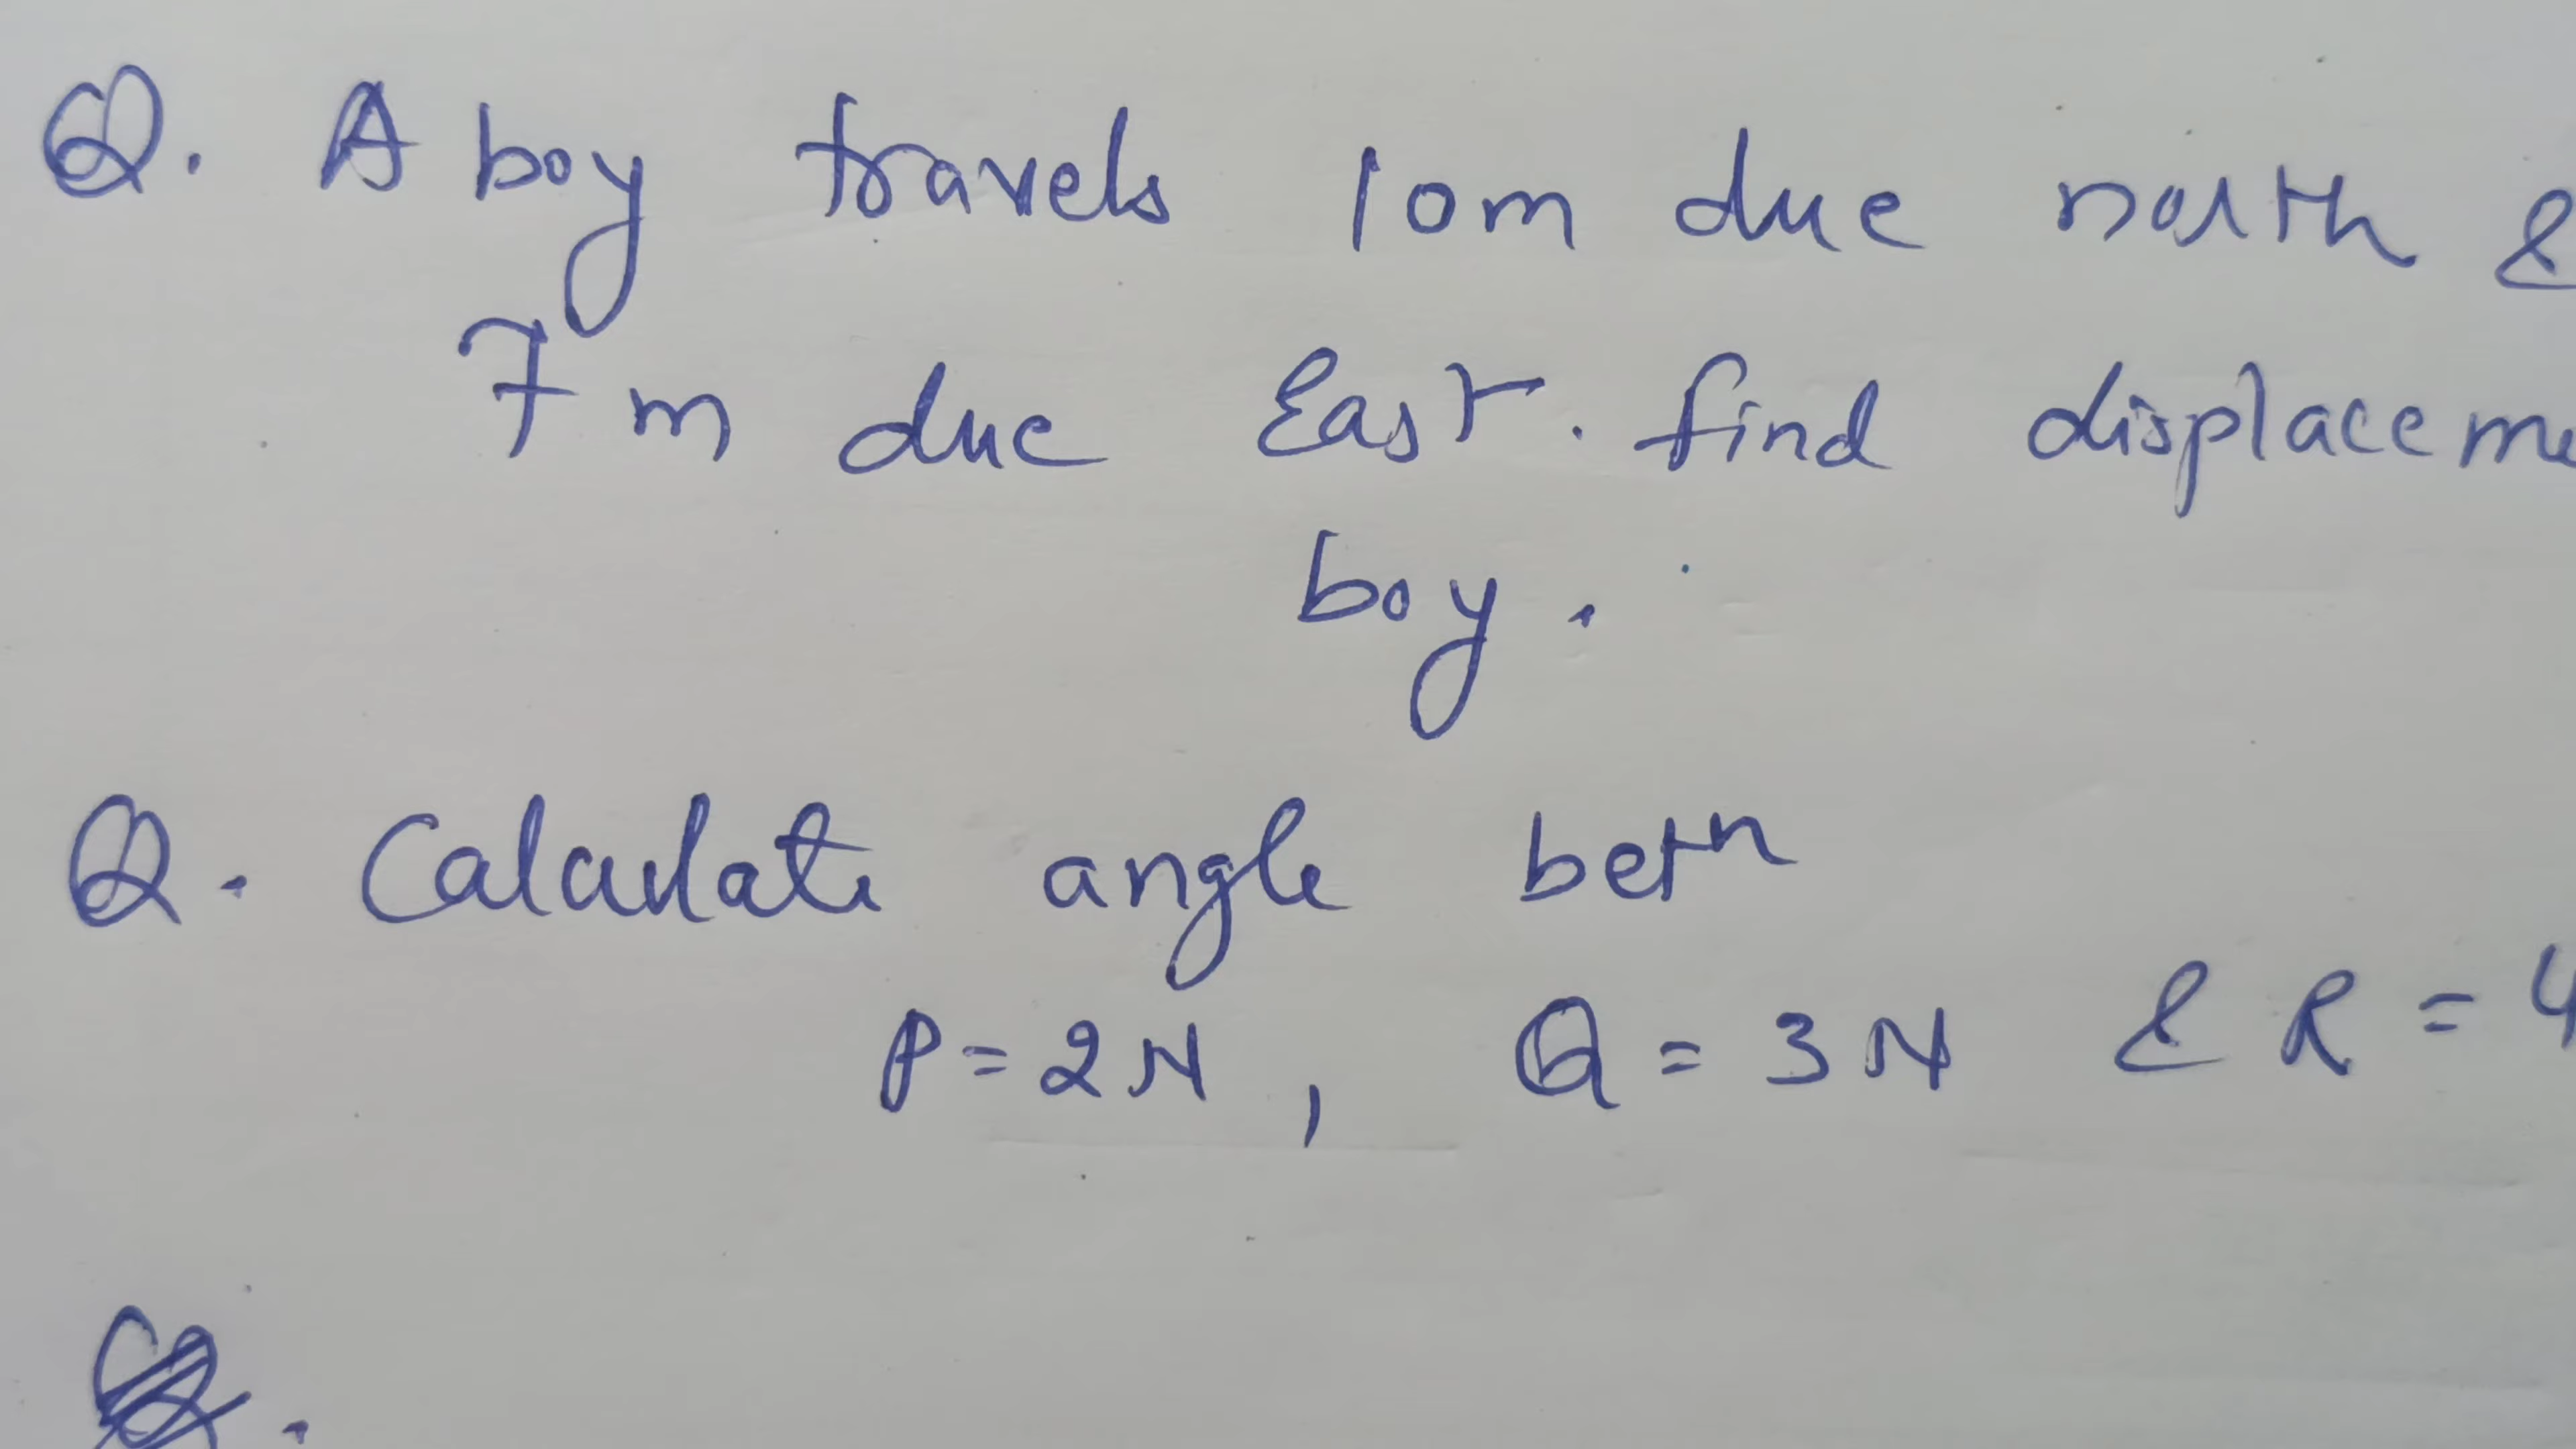 Q. A boy travels 10m due north &
7 m due East. find displaceme
boy.
Q. Calculate angle betn
P = 2N, Q = 3N & R = 4
Q.